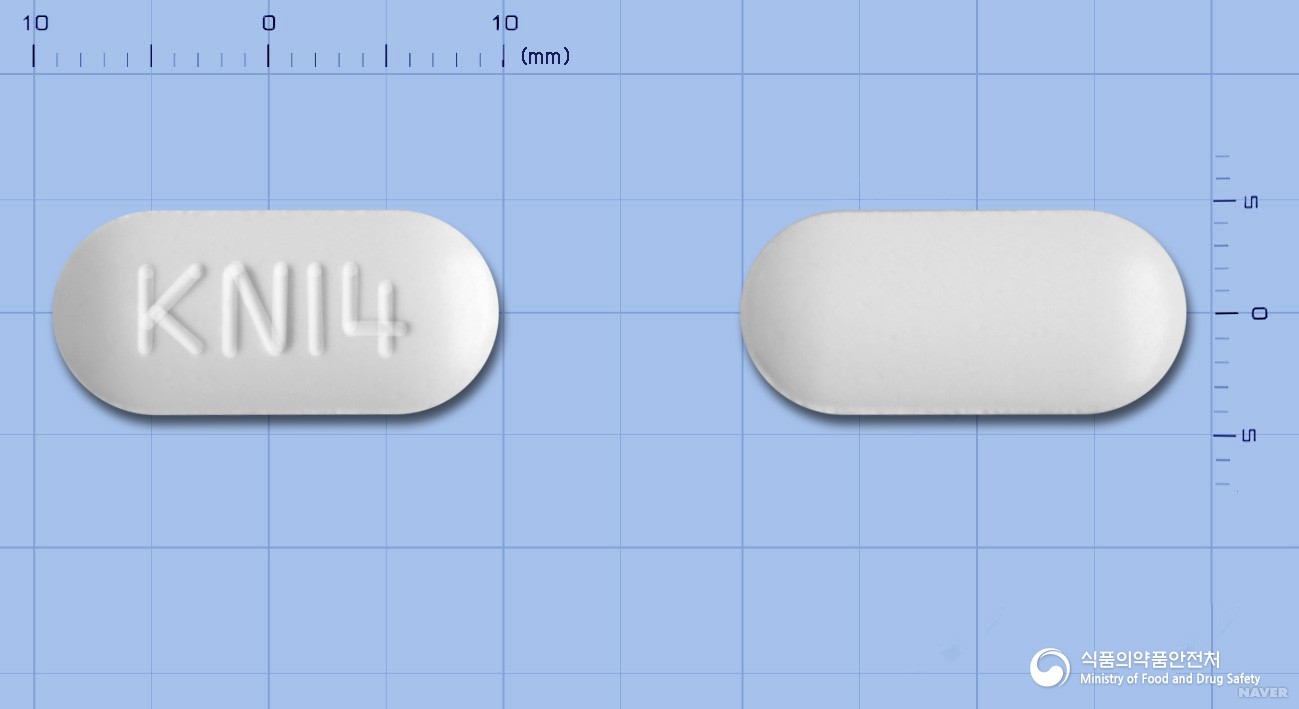 10 0 10
(mm)
KN14
5
0
5
식품의약품안전처
Ministry of Food and Drug Safety
NAVER